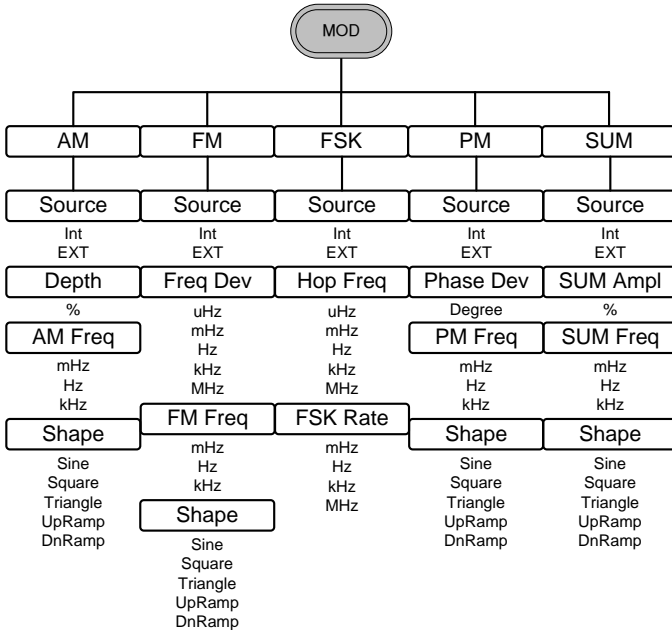 MOD
AM
FM
FSK
PM
SUM
Source
Int
EXT
Depth
%
AM Freq
mHz
Hz
kHz
Shape
Sine
Square
Triangle
UpRamp
DnRamp
Source
Int
EXT
Freq Dev
uHz
mHz
Hz
kHz
MHz
FM Freq
mHz
Hz
kHz
Shape
Sine
Square
Triangle
UpRamp
DnRamp
Source
Int
EXT
Hop Freq
uHz
mHz
Hz
kHz
MHz
FSK Rate
mHz
Hz
kHz
MHz
Source
Int
EXT
Phase Dev
Degree
PM Freq
mHz
Hz
kHz
Shape
Sine
Square
Triangle
UpRamp
DnRamp
Source
Int
EXT
SUM Ampl
%
SUM Freq
mHz
Hz
kHz
Shape
Sine
Square
Triangle
UpRamp
DnRamp